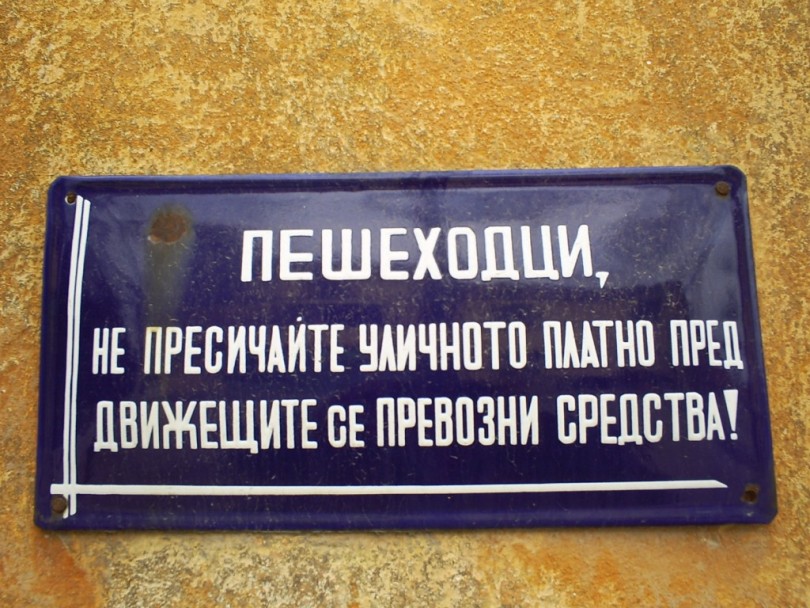 ПЕШЕХОДЦИ,
НЕ ПРЕСИЧАЙТЕ УЛИЧНОТО ПЛАТНО ПРЕД
ДВИЖЕЩИТЕ СЕ ПРЕВОЗНИ СРЕДСТВА!